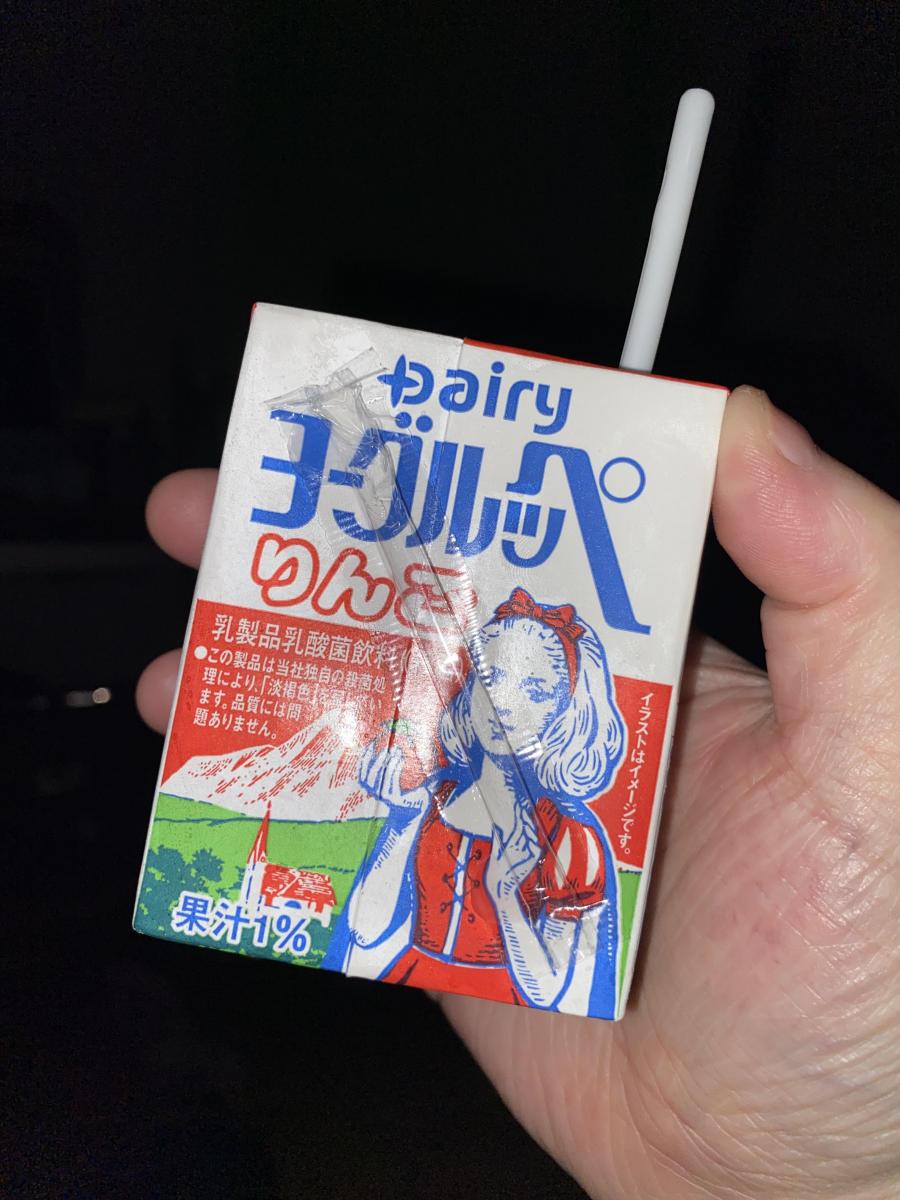 Dairy
ヨーグルッペ
りんご
乳製品乳酸菌飲料
●この製品は当社独自の殺菌処
理により、「淡褐色」
ます。品質には問
題ありません。
イラストはイメージです。
果汁1%